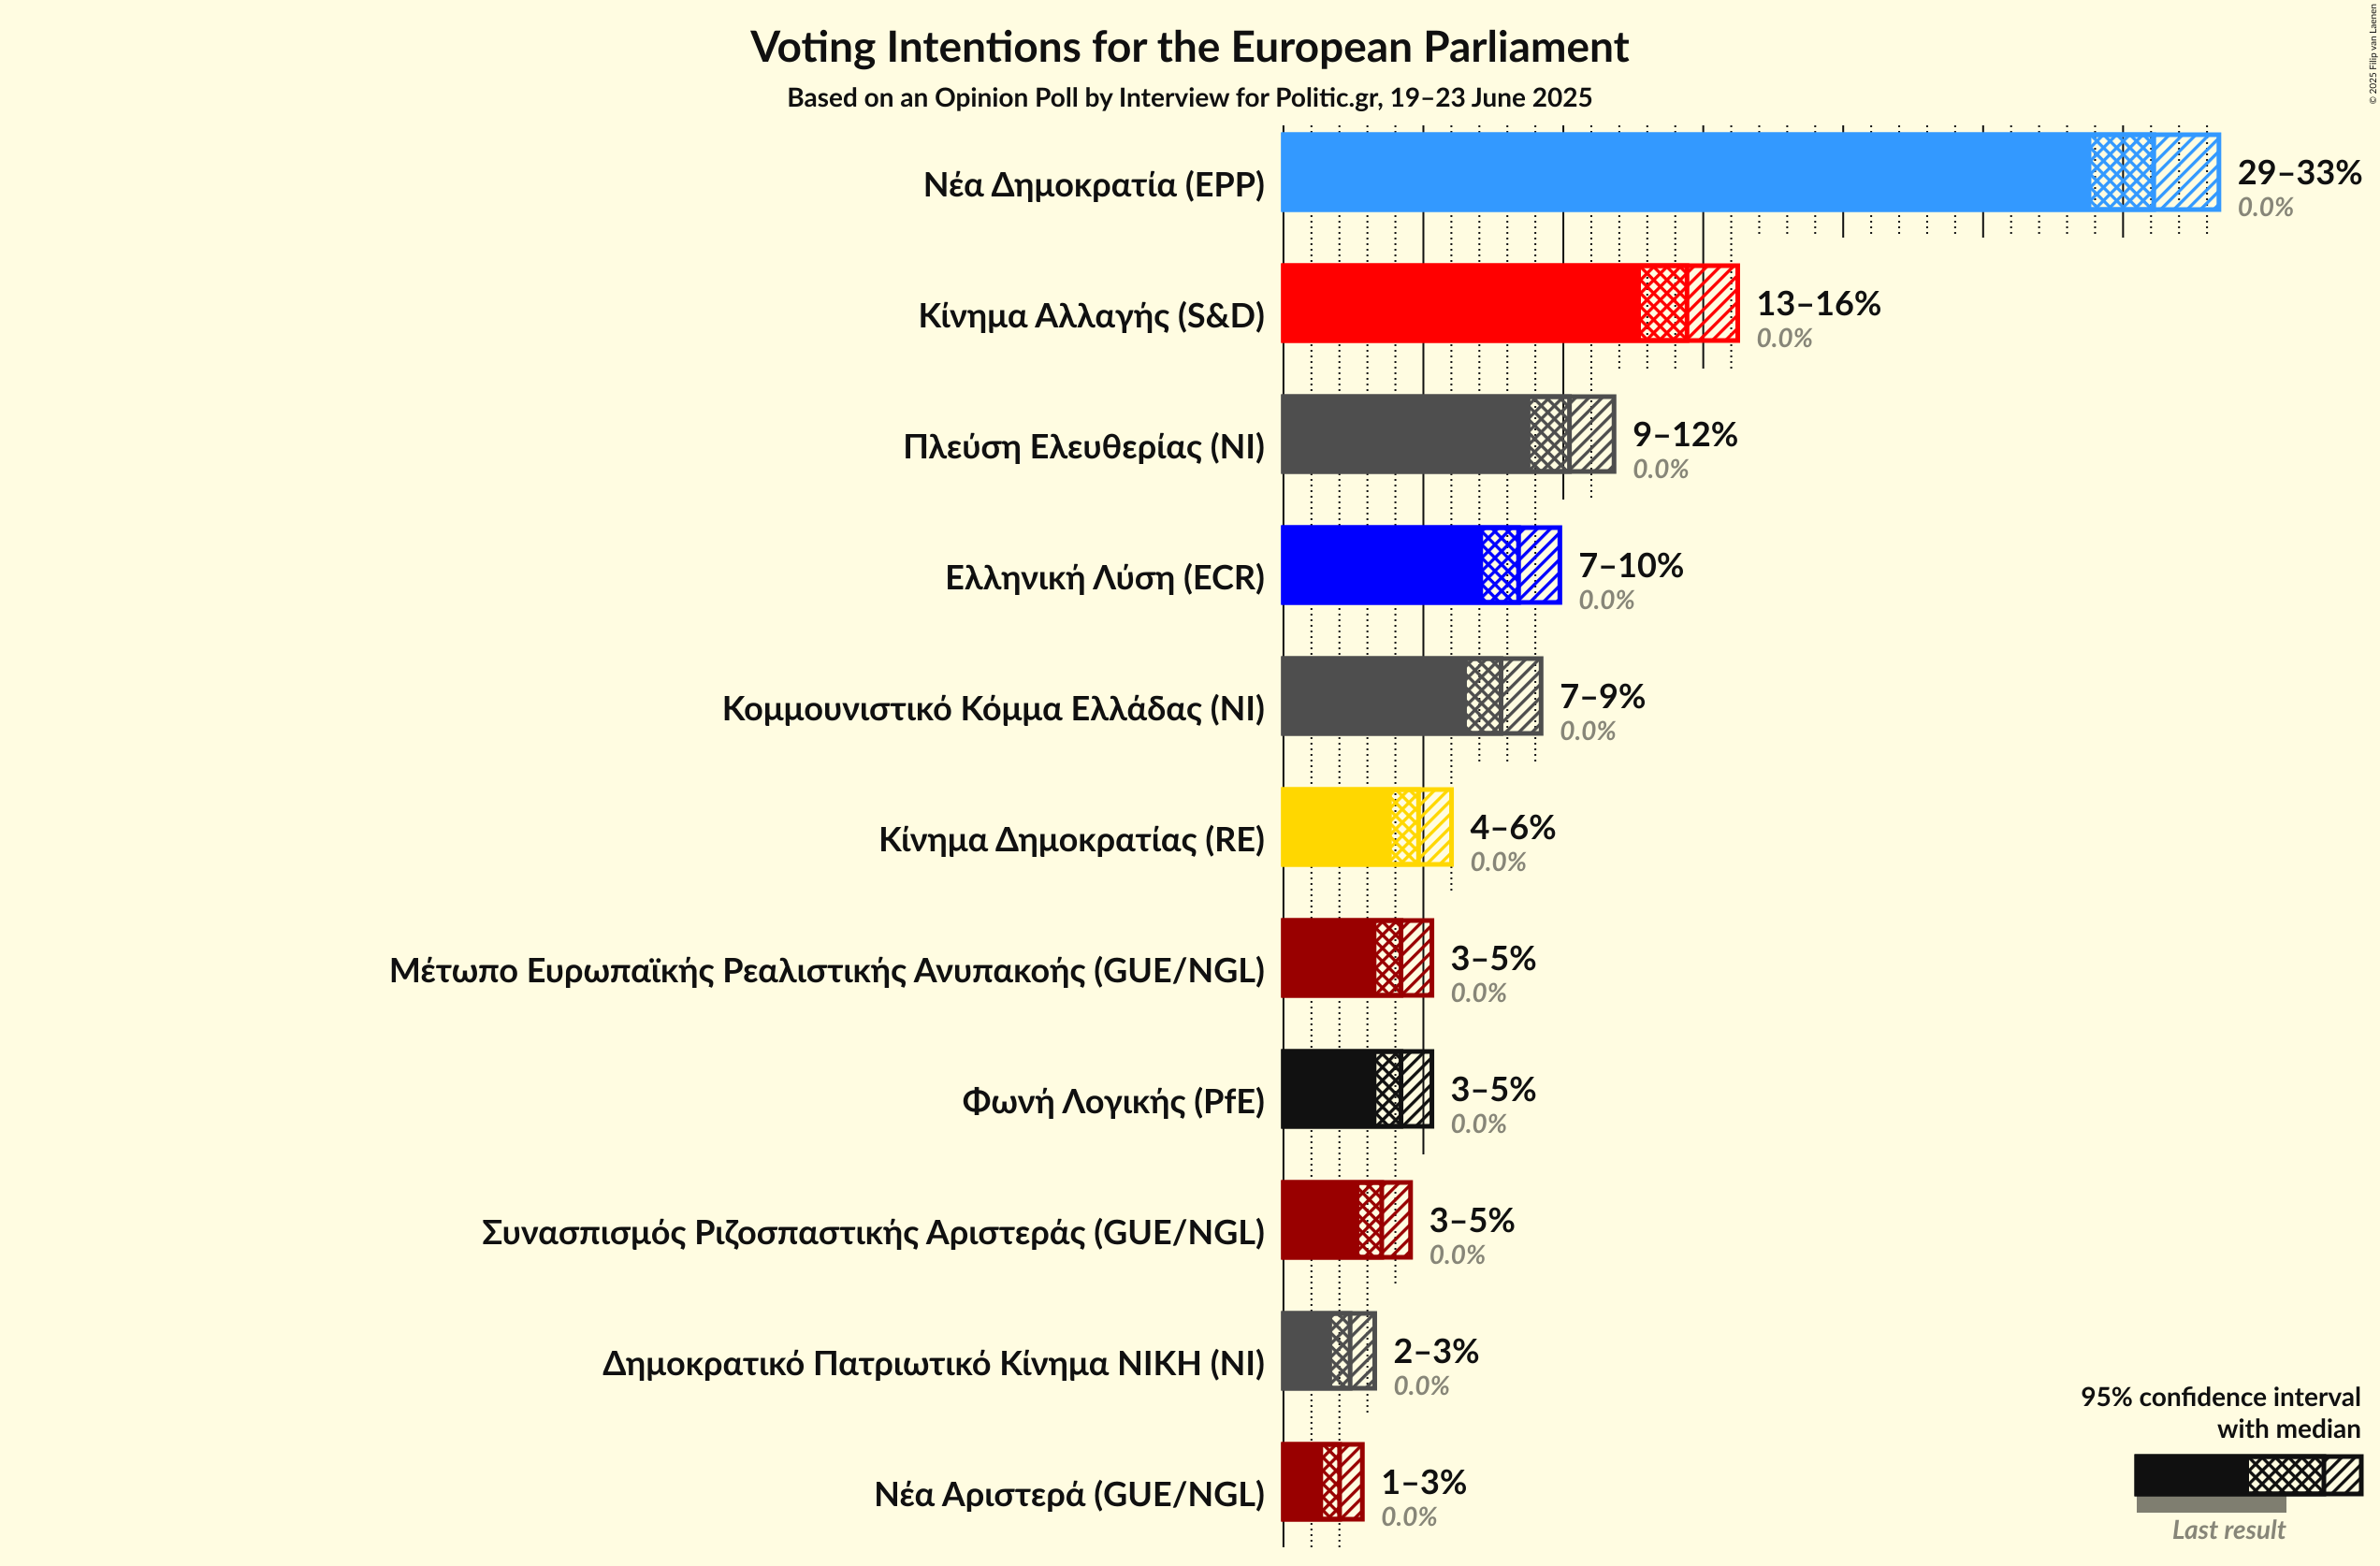 Voting Intentions for the European Parliament
Based on an Opinion Poll by Interview for Politic.gr, 19–23 June 2025
© 2025 Filip van Laenen
Νέα Δημοκρατία (EPP)
29–33%
0.0%
Κίνημα Αλλαγής (S&D)
13–16%
0.0%
Πλεύση Ελευθερίας (NI)
9–12%
0.0%
Ελληνική Λύση (ECR)
7–10%
0.0%
Κομμουνιστικό Κόμμα Ελλάδας (NI)
7–9%
0.0%
Κίνημα Δημοκρατίας (RE)
4–6%
0.0%
Μέτωπο Ευρωπαϊκής Ρεαλιστικής Ανυπακοής (GUE/NGL)
3–5%
0.0%
Φωνή Λογικής (PfE)
3–5%
0.0%
Συνασπισμός Ριζοσπαστικής Αριστεράς (GUE/NGL)
3–5%
0.0%
Δημοκρατικό Πατριωτικό Κίνημα ΝΙΚΗ (NI)
2–3%
0.0%
Νέα Αριστερά (GUE/NGL)
1–3%
0.0%
95% confidence interval
with median
Last result